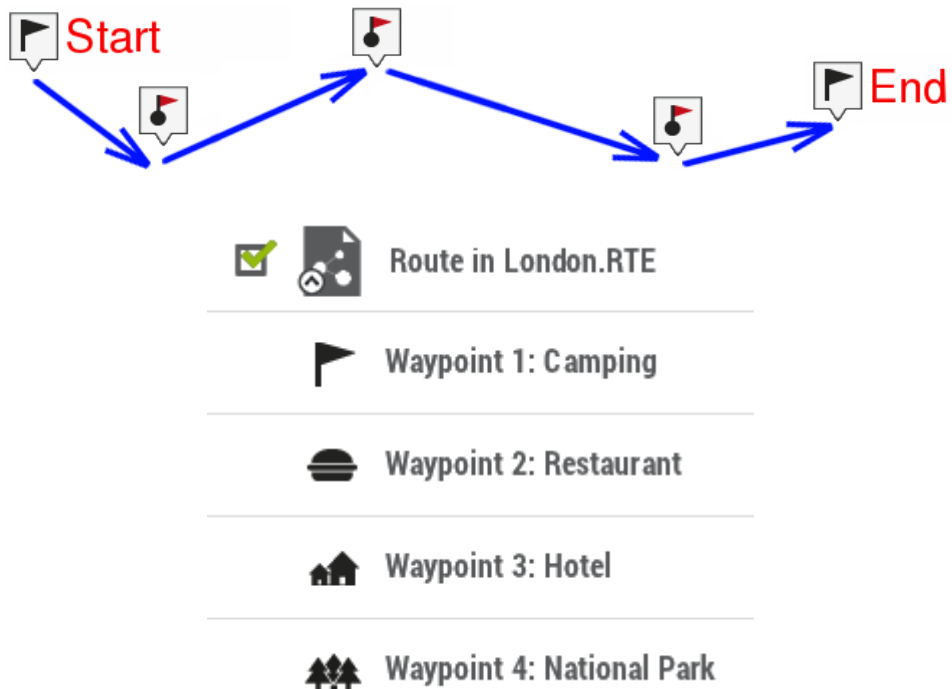 Start
End
Route in London.RTE
Waypoint 1: Camping
Waypoint 2: Restaurant
Waypoint 3: Hotel
Waypoint 4: National Park